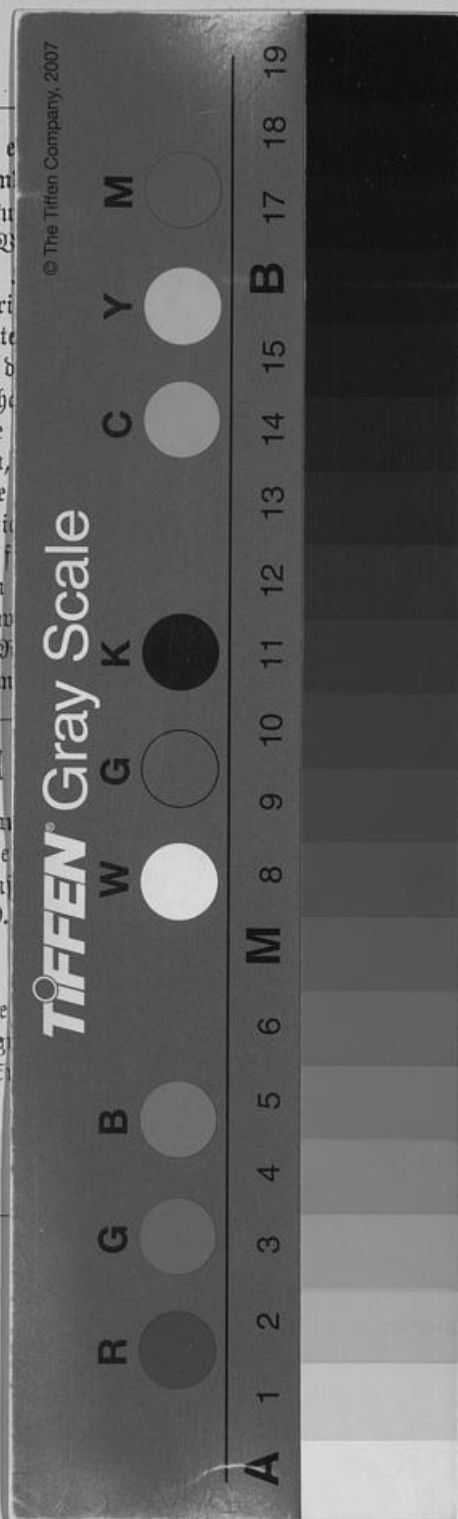 TIFFEN® Gray Scale
© The Tiffen Company, 2007
R G B W G K C Y M
A 1 2 3 4 5 6 M 8 9 10 11 12 13 14 15 B 17 18 19